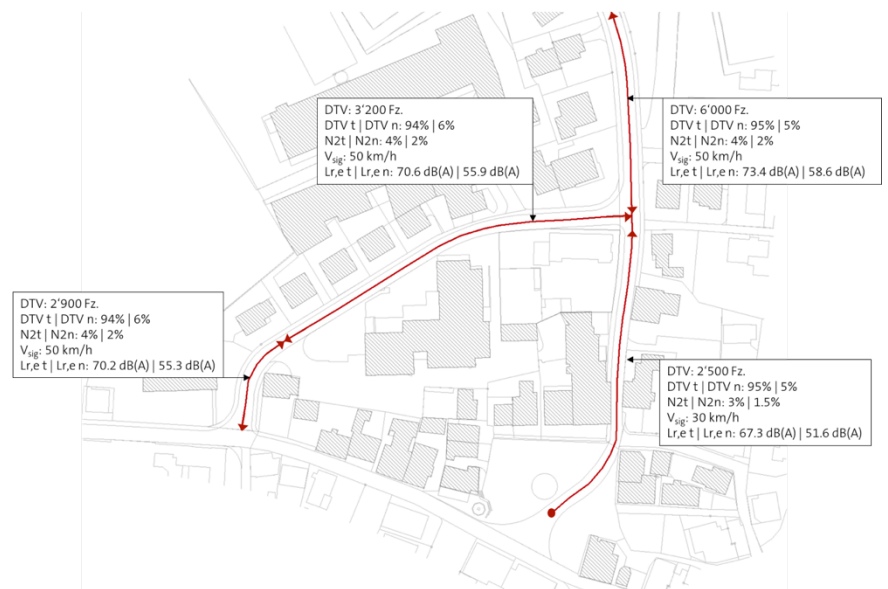 DTV: 3'200 Fz.
DTV t | DTV n: 94% | 6%
N2t | N2n: 4% | 2%
Vsig: 50 km/h
Lr,e t | Lr,e n: 70.6 dB(A) | 55.9 dB(A)
DTV: 6'000 Fz.
DTV t | DTV n: 95% | 5%
N2t | N2n: 4% | 2%
Vsig: 50 km/h
Lr,e t | Lr,e n: 73.4 dB(A) | 58.6 dB(A)
DTV: 2'900 Fz.
DTV t | DTV n: 94% | 6%
N2t | N2n: 4% | 2%
Vsig: 50 km/h
Lr,e t | Lr,e n: 70.2 dB(A) | 55.3 dB(A)
DTV: 2'500 Fz.
DTV t | DTV n: 95% | 5%
N2t | N2n: 3% | 1.5%
Vsig: 30 km/h
Lr,e t | Lr,e n: 67.3 dB(A) | 51.6 dB(A)